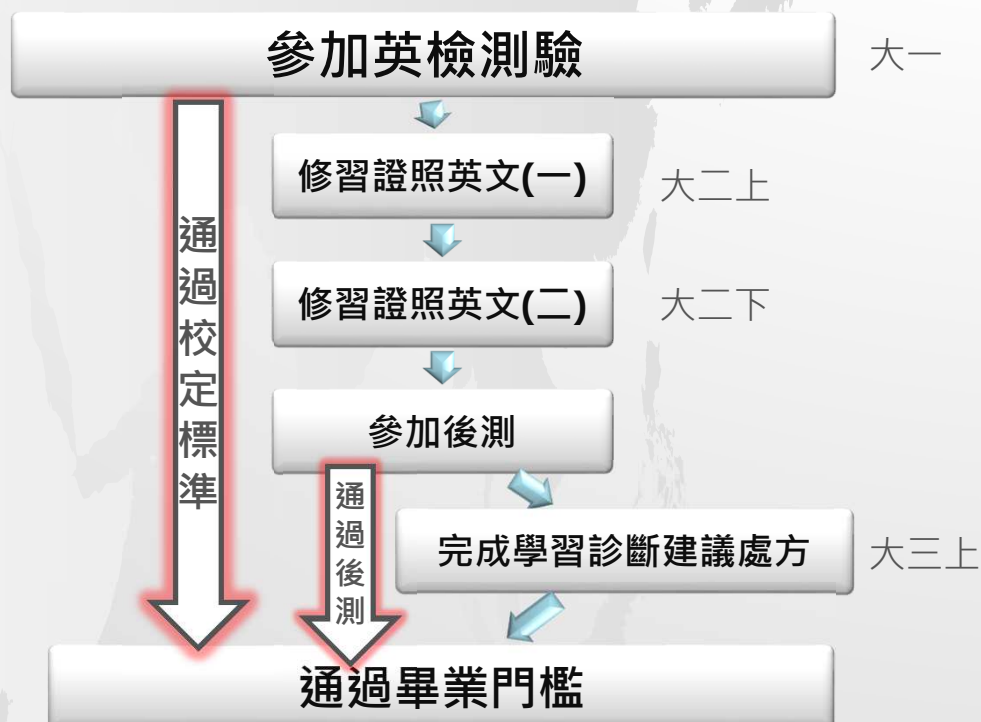 參加英檢測驗
大一
修習證照英文(一)
大二上
通過校定標準
修習證照英文(二)
大二下
參加後測
通過後測
完成學習診斷建議處方
大三上
通過畢業門檻